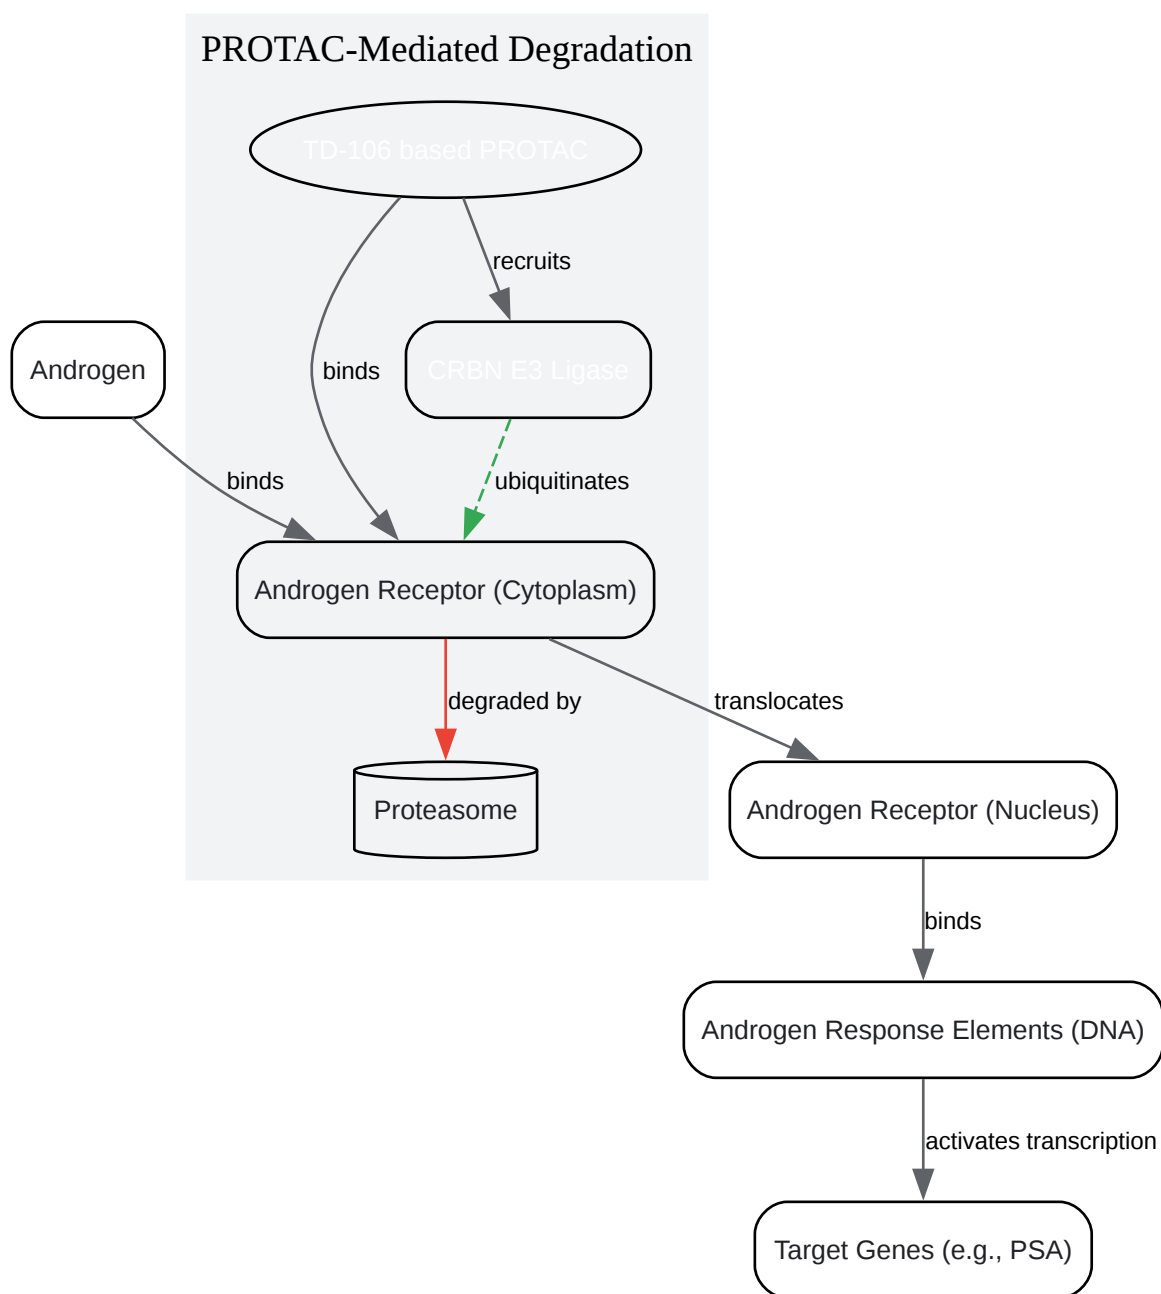 PROTAC-Mediated Degradation
TD-106 based PROTAC
recruits
Androgen
binds
CRBN E3 Ligase
binds
ubiquitinates
Androgen Receptor (Cytoplasm)
degraded by
translocates
Proteasome
Androgen Receptor (Nucleus)
binds
Androgen Response Elements (DNA)
activates transcription
Target Genes (e.g., PSA)